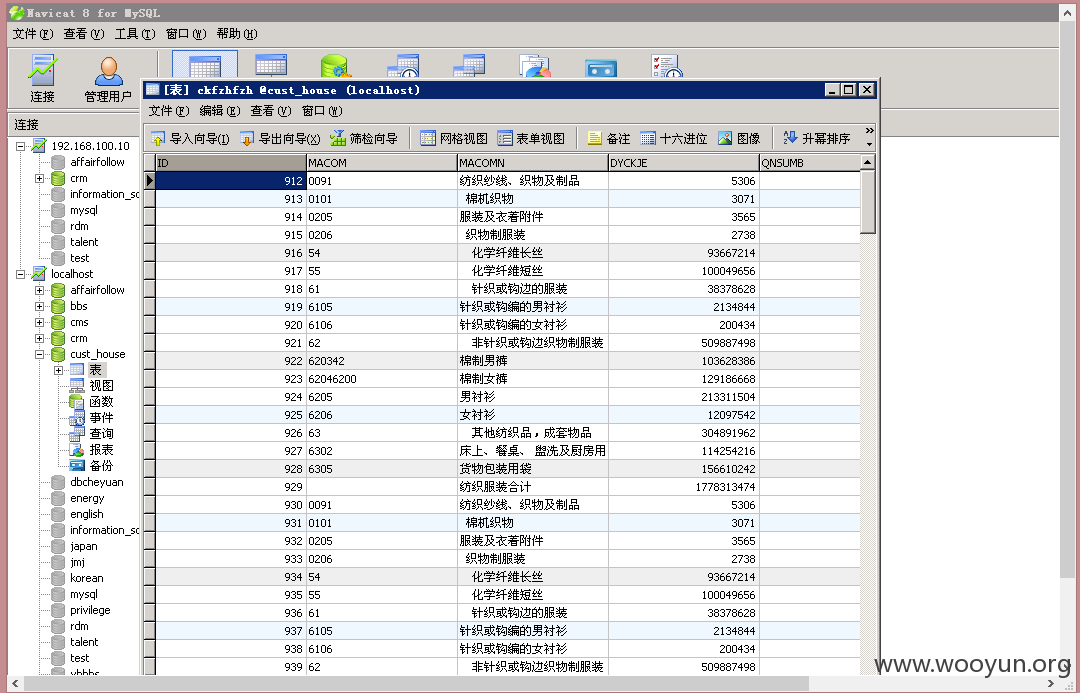 Navicat 8 for MySQL
文件(F) 查看(V) 工具(T) 窗口(W) 帮助(H)
连接 管理用户
连接
192.168.100.10
affairfollow
crm
information_sc
mysql
rdm
talent
test
localhost
affairfollow
bbs
cms
crm
cust_house
表
视图
函数
事件
查询
报表
备份
dbcheyuan
energy
english
information_sc
japan
jmj
korean
mysql
privilege
rdm
talent
test
[表] ckfzhfzh @cust_house (localhost)
文件(F) 编辑(E) 查看(V) 窗口(W)
导入向导(I) 导出向导(X) 筛检向导 网格视图 表单视图 备注 十六进位 图像 升幂排序 »
ID MACOM MACOMN DYCKJE QNSUMB
912 0091 纺织纱线、织物及制品 5306
913 0101 棉机织物 3071
914 0205 服装及衣着附件 3565
915 0206 织物制服装 2738
916 54 化学纤维长丝 93667214
917 55 化学纤维短丝 100049656
918 61 针织或钩边的服装 38378628
919 6105 针织或钩编的男衬衫 2134844
920 6106 针织或钩编的女衬衫 200434
921 62 非针织或钩边织物制服装 509887498
922 620342 棉制男裤 103628386
923 62046200 棉制女裤 129186668
924 6205 男衬衫 213311504
925 6206 女衬衫 12097542
926 63 其他纺织品，成套物品 304891962
927 6302 床上、餐桌、盥洗及厨房用 114254216
928 6305 货物包装用袋 156610242
929 纺织服装合计 1778313474
930 0091 纺织纱线、织物及制品 5306
931 0101 棉机织物 3071
932 0205 服装及衣着附件 3565
933 0206 织物制服装 2738
934 54 化学纤维长丝 93667214
935 55 化学纤维短丝 100049656
936 61 针织或钩边的服装 38378628
937 6105 针织或钩编的男衬衫 2134844
938 6106 针织或钩编的女衬衫 200434
939 62 非针织或钩边织物制服装 509887498
www.wooyun.org